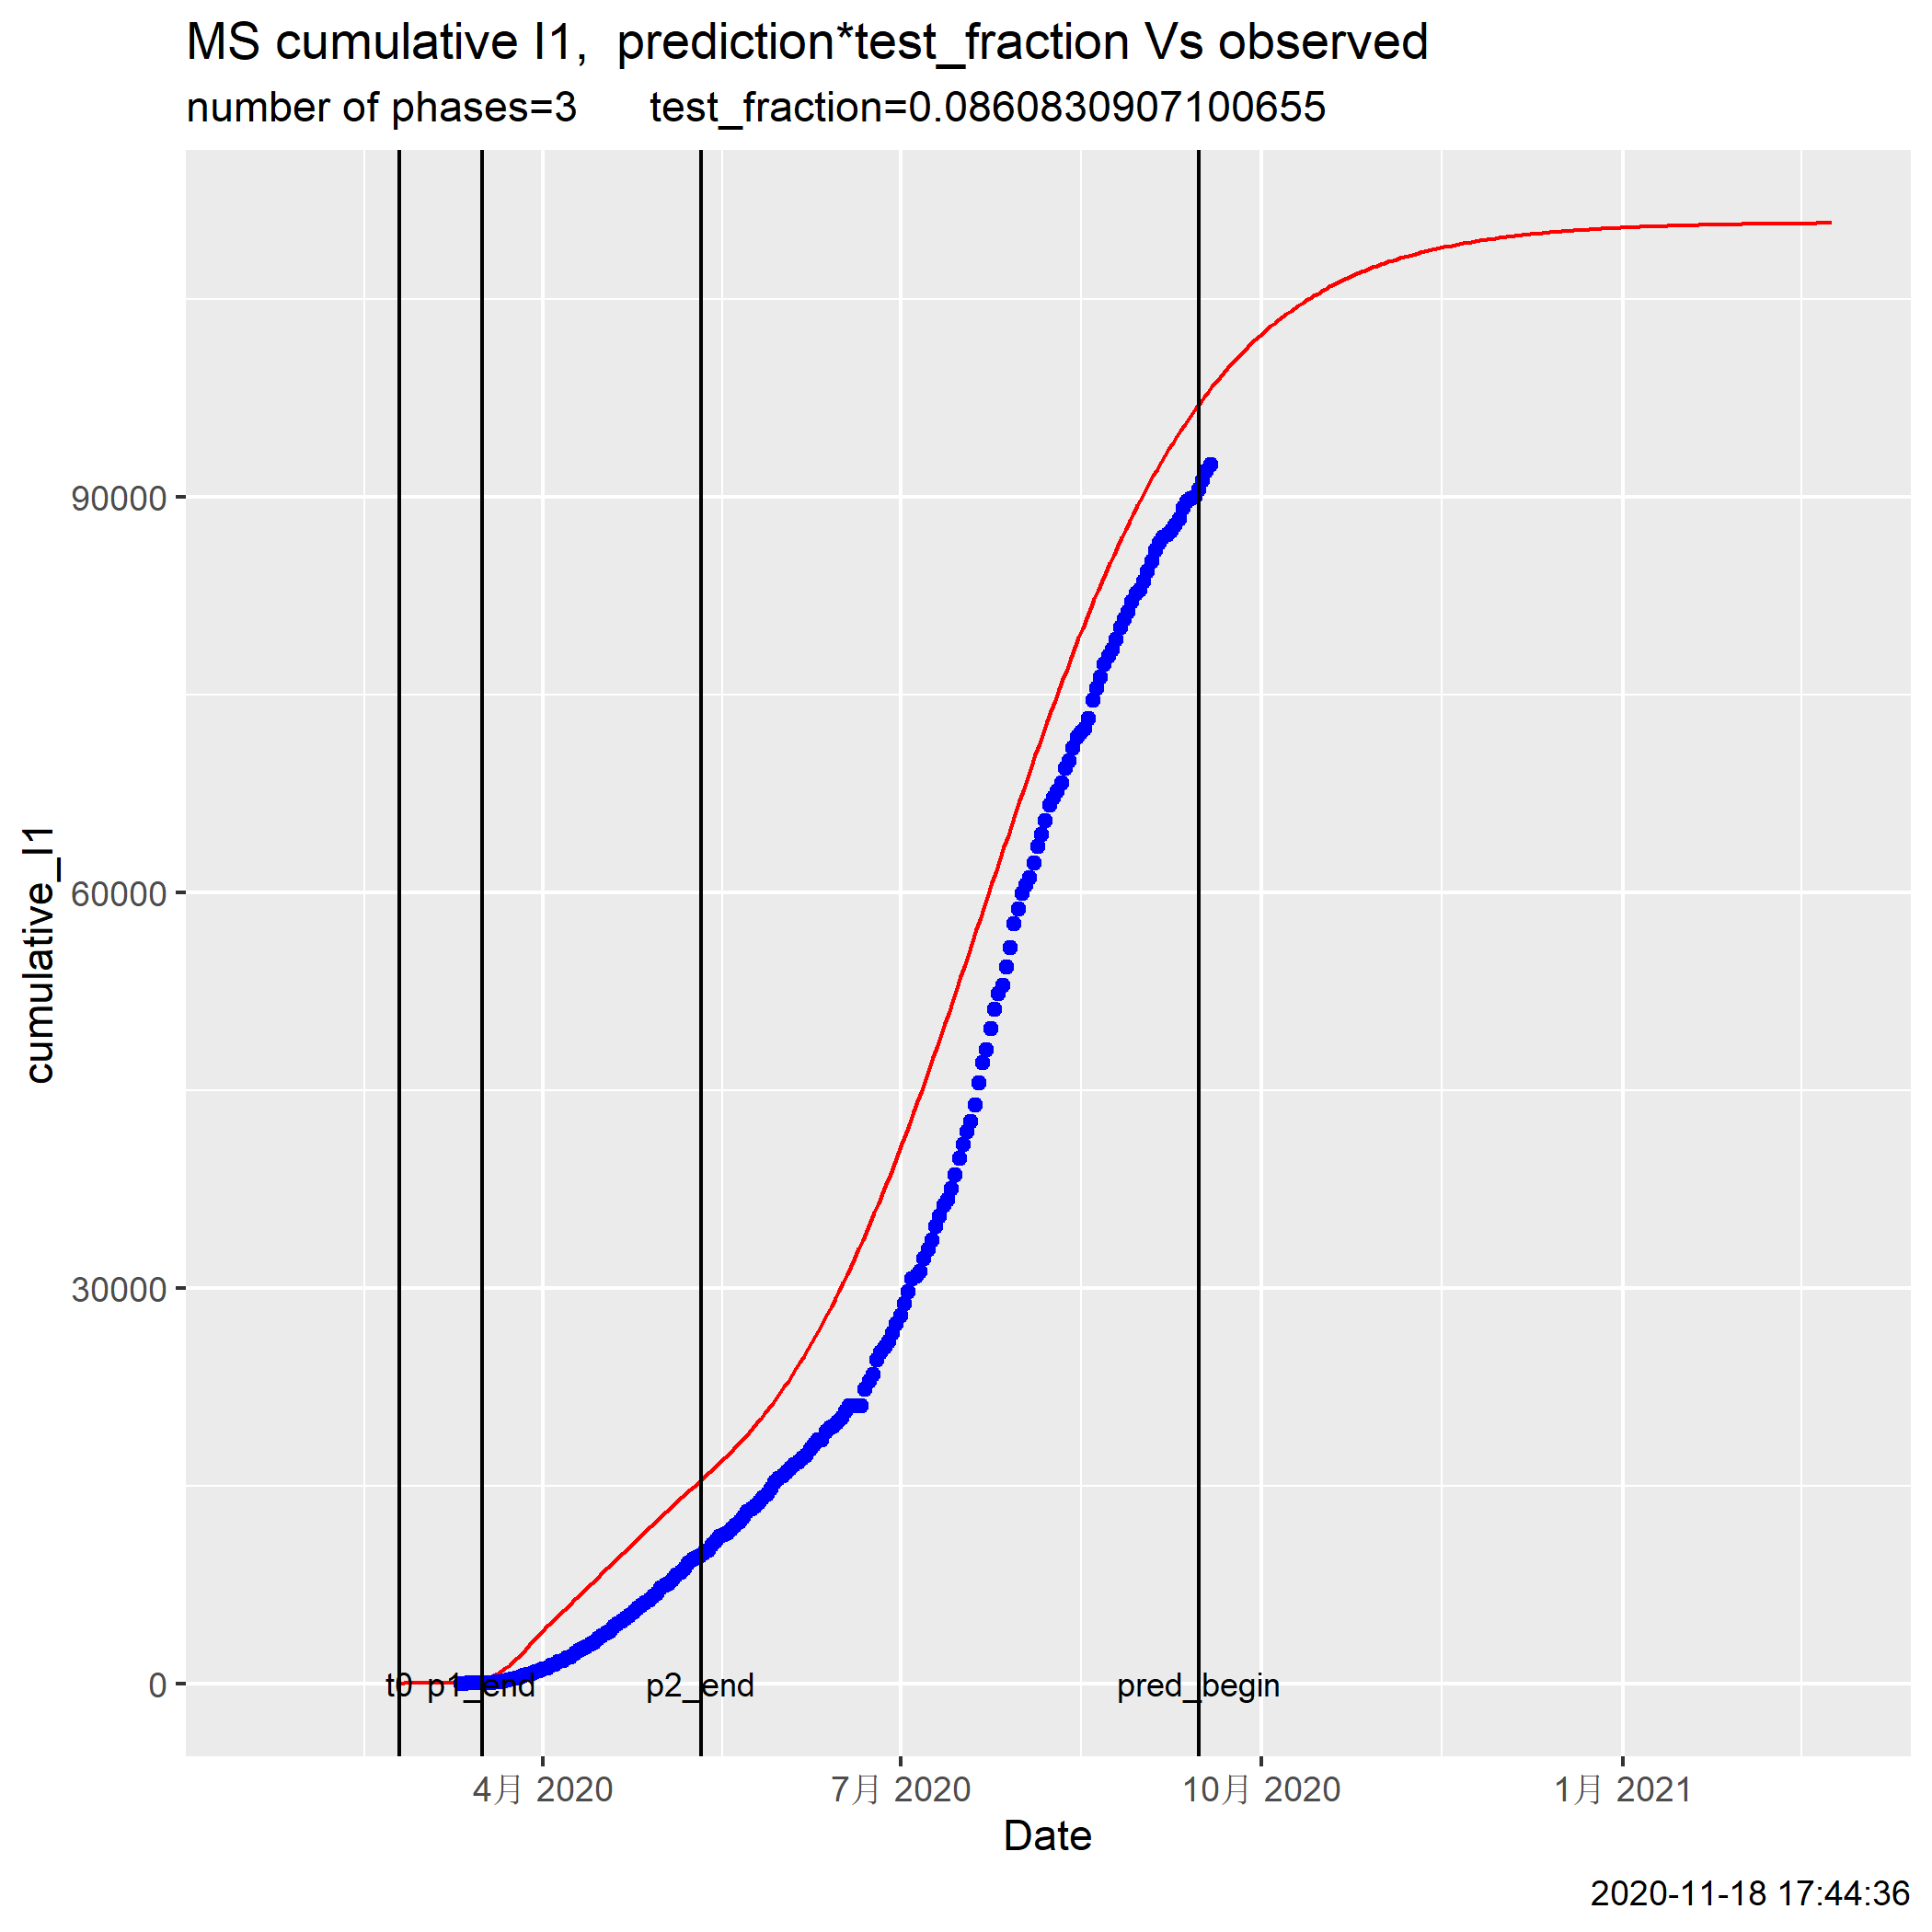 MS cumulative I1,  prediction*test_fraction Vs observed
number of phases=3      test_fraction=0.0860830907100655
cumulative_I1
90000
60000
30000
0
t0 p1_end p2_end pred_begin
4月 2020 7月 2020 10月 2020 1月 2021
Date
2020-11-18 17:44:36